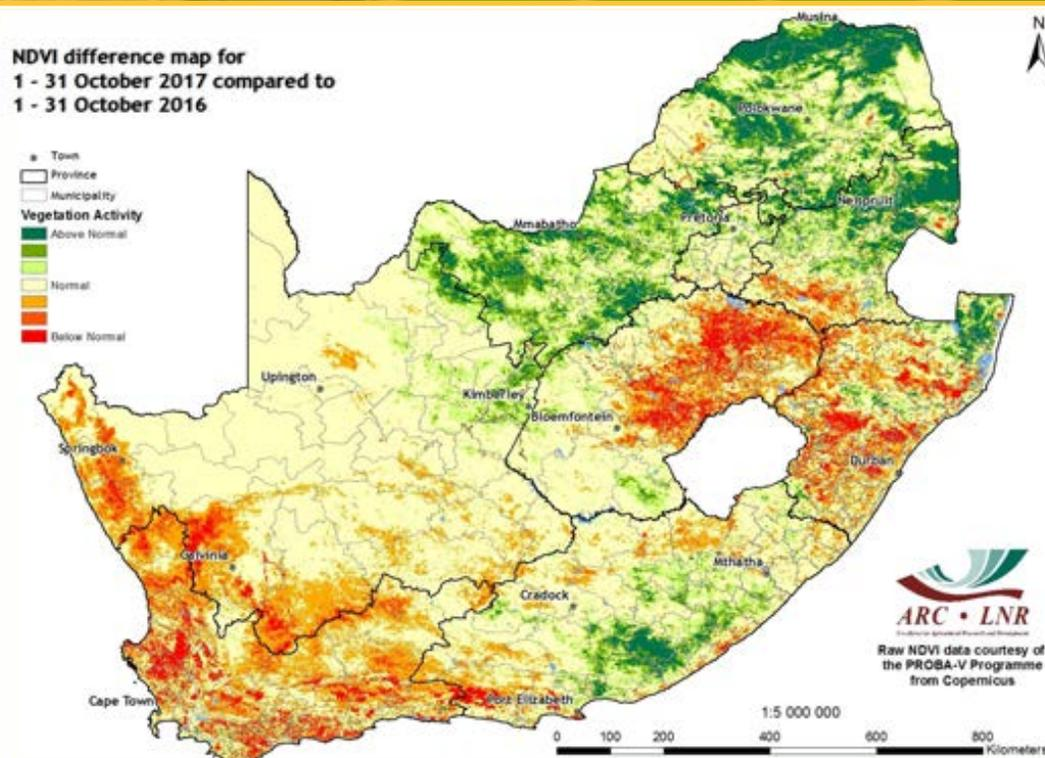 NDVI difference map for
1 - 31 October 2017 compared to
1 - 31 October 2016
N
Town
Province
Municipality
Vegetation Activity
Above Normal
Normal
Below Normal
Musina
Polokwane
Nelspruit
Pretoria
Mmabatho
Upington
Kimberley
Bloemfontein
Springbok
Durban
Calvinia
Mthatha
Cradock
Cape Town
Port Elizabeth
ARC • LNR
Raw NDVI data courtesy of
the PROBA-V Programme
from Copernicus
1:5 000 000
0 100 200 400 600 800
Kilometers